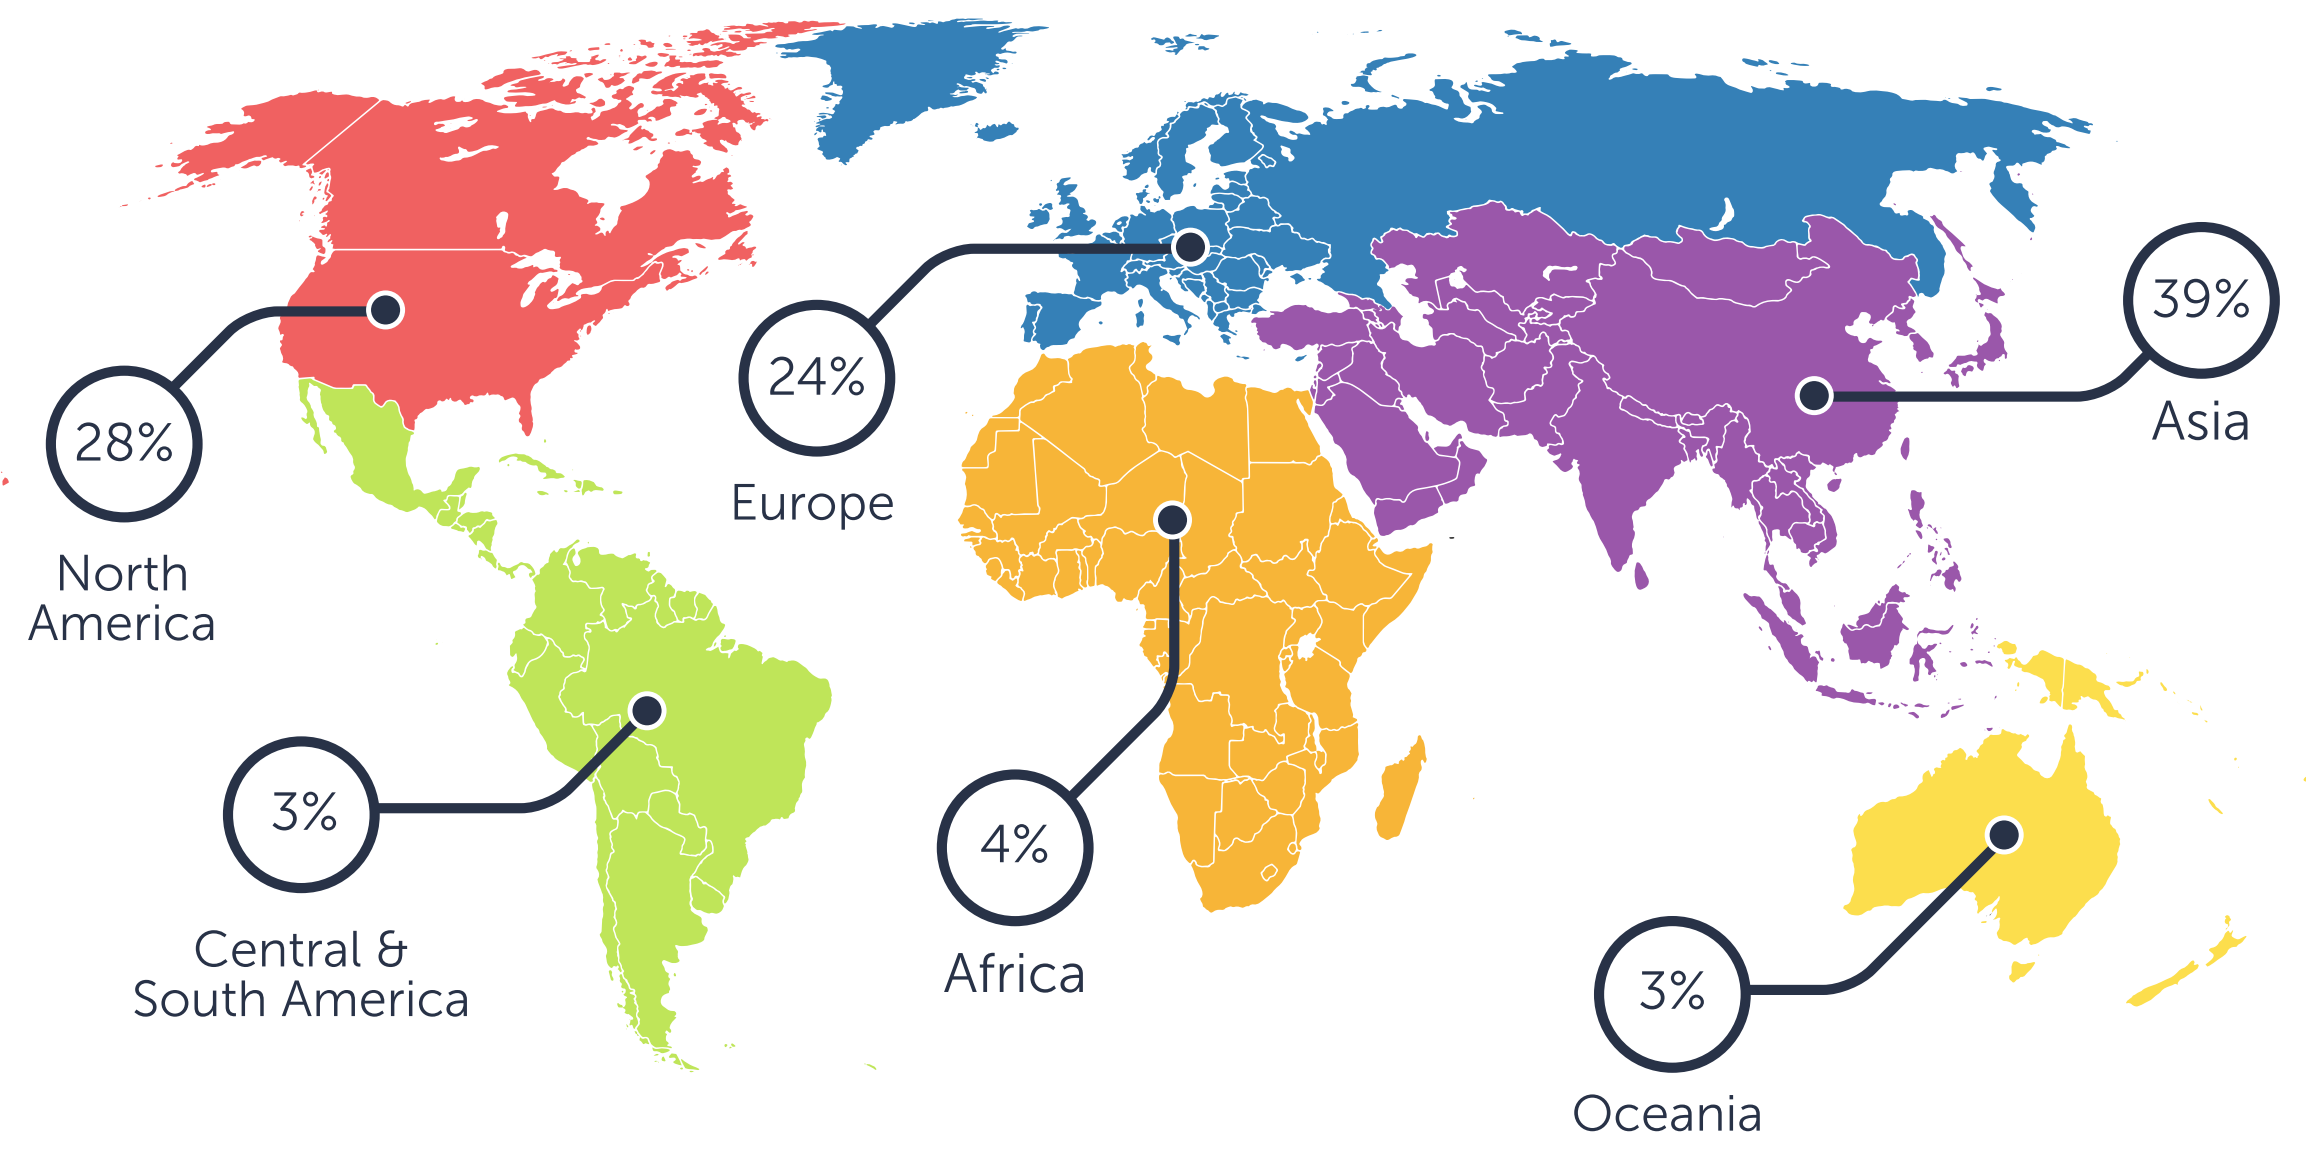 28%
North
America
24%
Europe
39%
Asia
3%
Central &
South America
4%
Africa
3%
Oceania